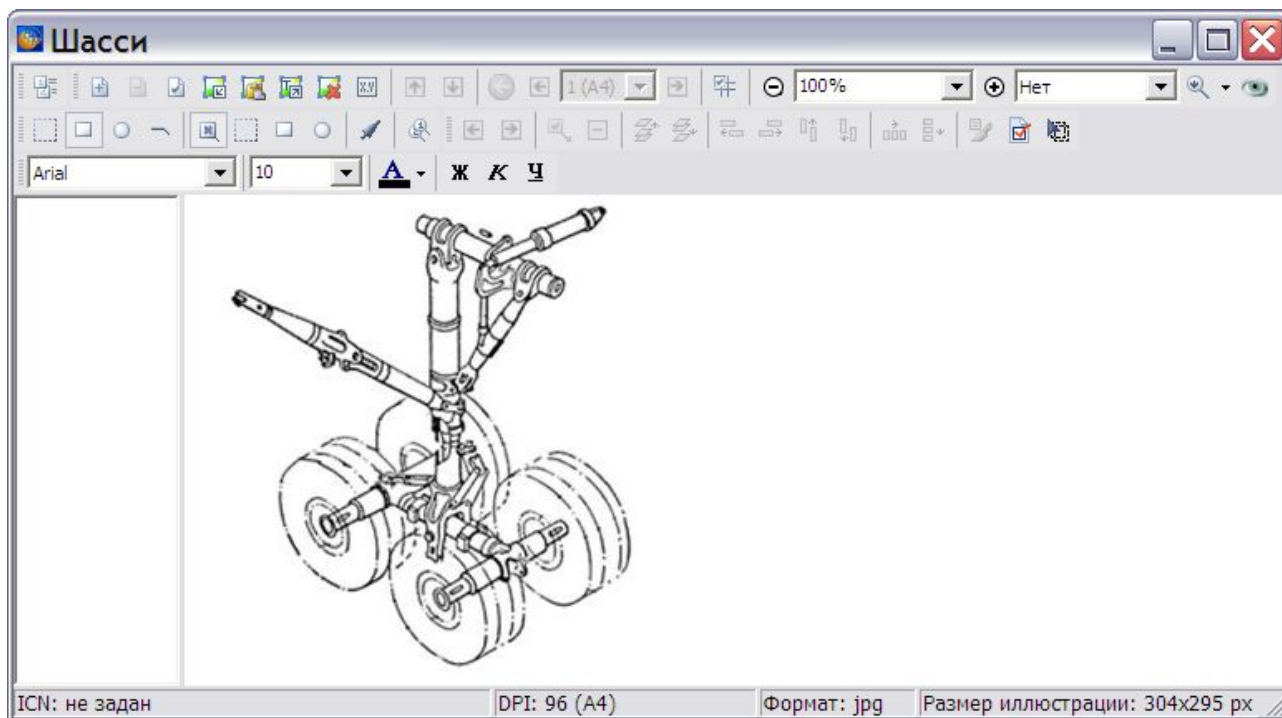 Шасси
X,Y 1 (A4) 100% Нет
Arial 10 А Ж К Ч
ICN: не задан DPI: 96 (A4) Формат: jpg Размер иллюстрации: 304x295 px